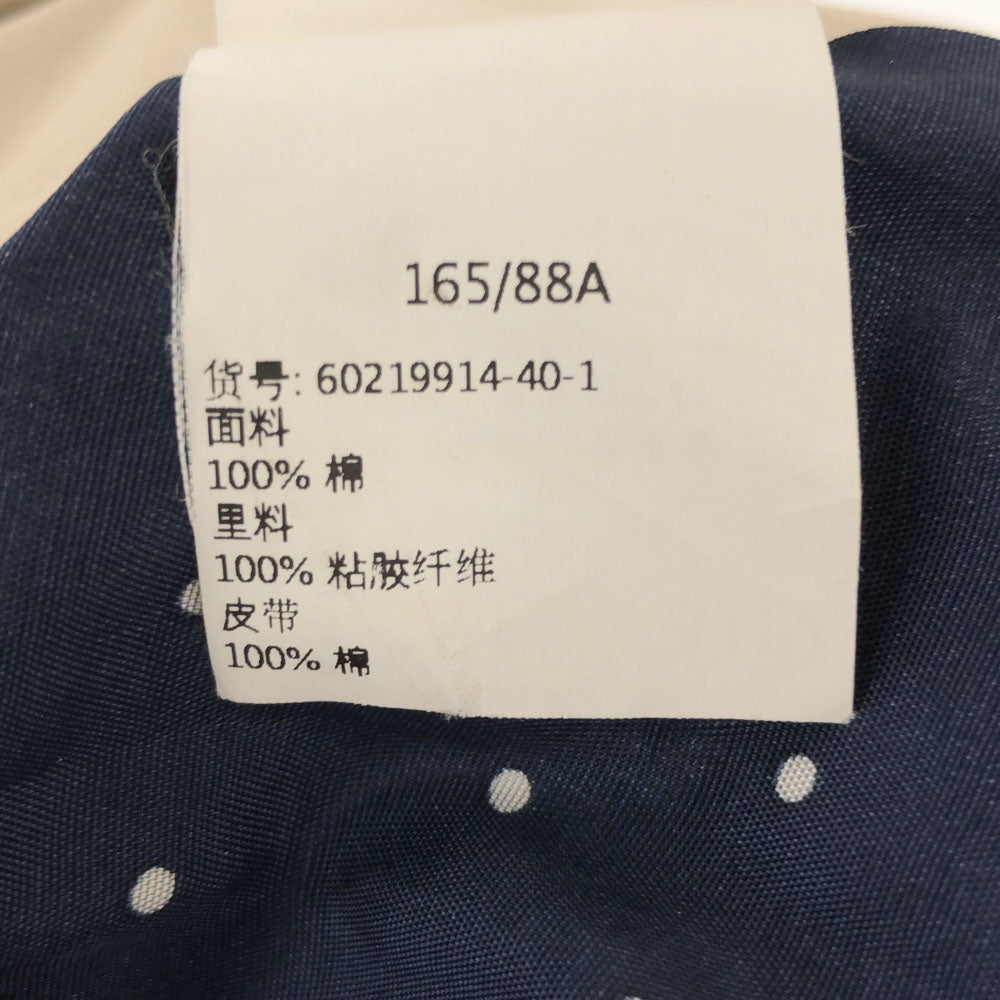 165/88A
货号: 60219914-40-1
面料
100% 棉
里料
100% 粘胶纤维
皮带
100% 棉